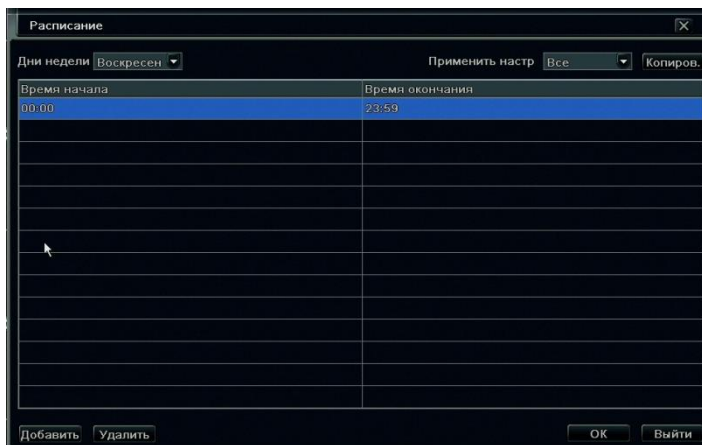 Расписание
Дни недели Воскресен Применить настр Все Копиров.
Время начала Время окончания
00:00 23:59
Добавить Удалить ОК Выйти